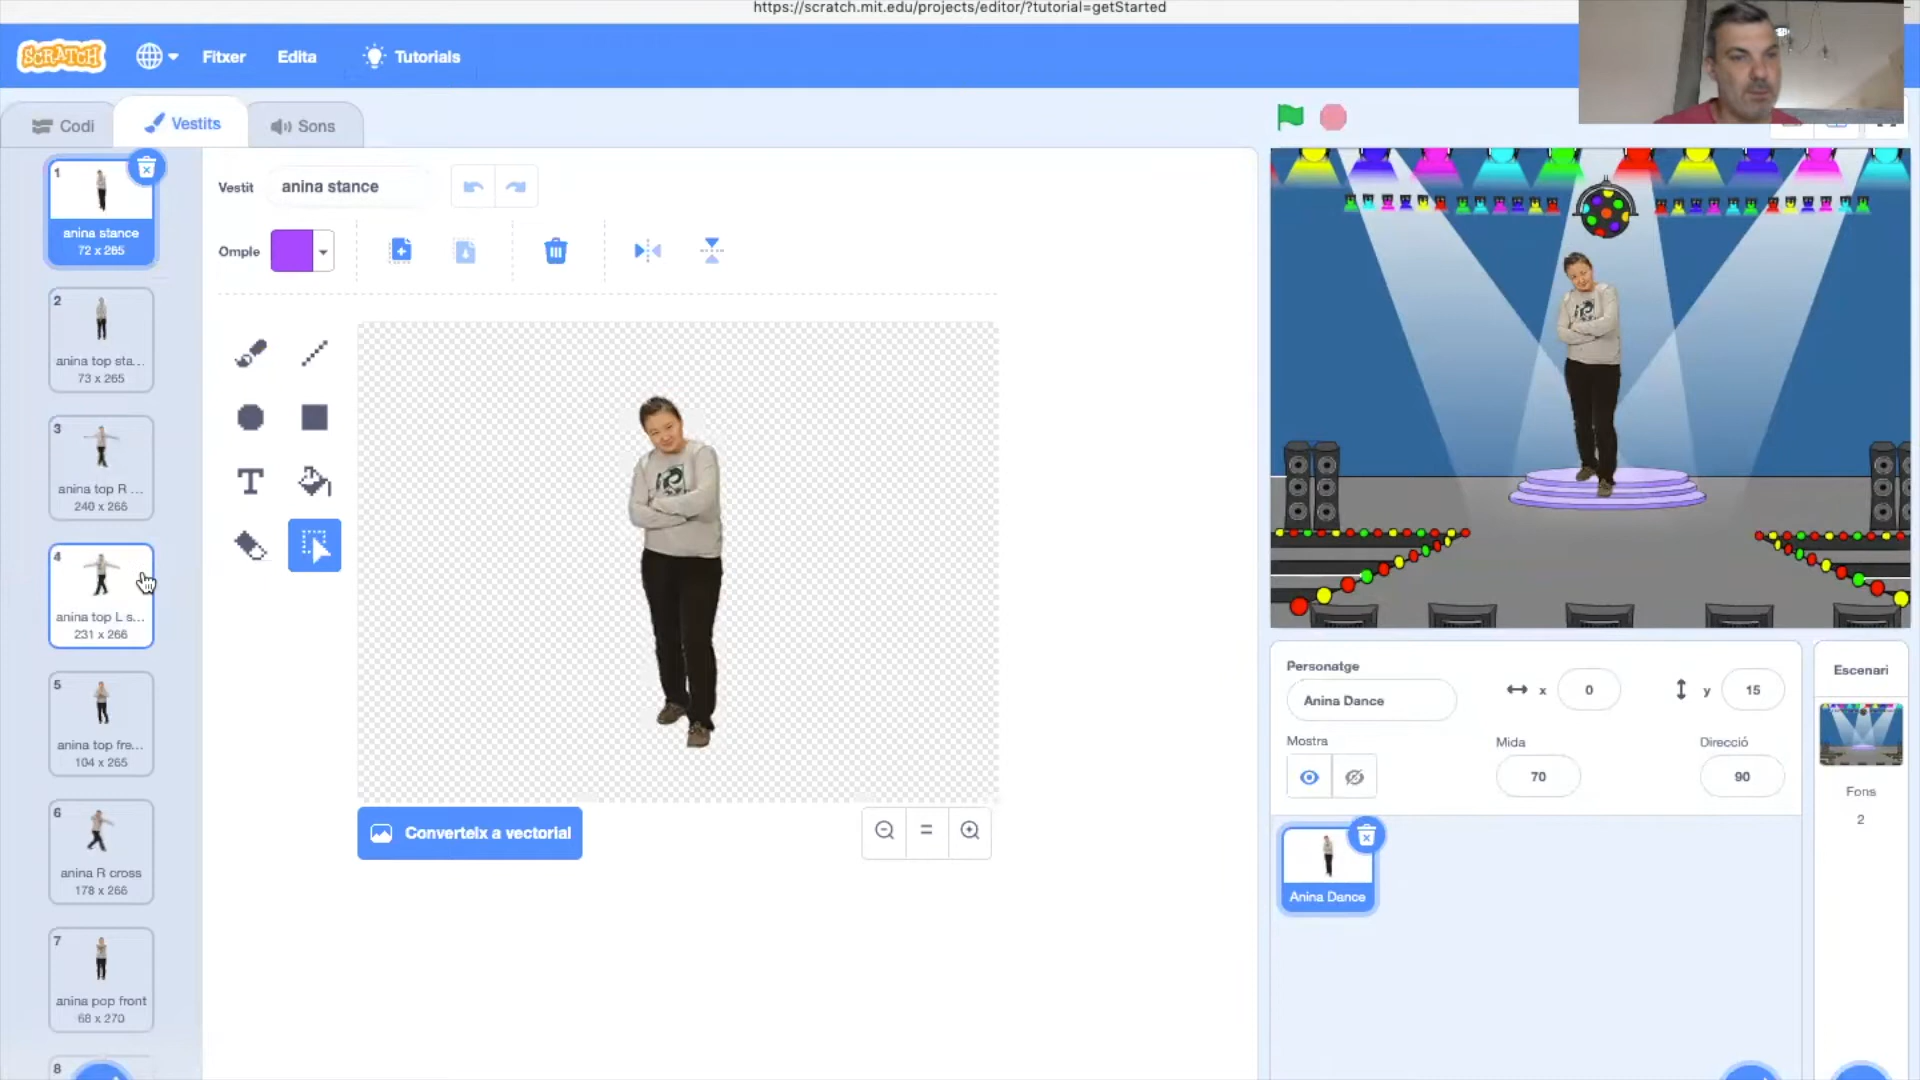 https://scratch.mit.edu/projects/editor/?tutorial=getStarted
SCRATCH
Fitxer
Edita
Tutorials
Codi
Vestits
Sons
1
anina stance
72 x 265
2
anina top sta...
73 x 265
3
anina top R ...
240 x 266
4
anina top L s...
231 x 266
5
anina top fre...
104 x 265
6
anina R cross
178 x 266
7
anina pop front
68 x 270
8
Vestit
anina stance
Omple
T
Converteix a vectorial
Personatge
Anina Dance
x
0
y
15
Mostra
Mida
70
Direcció
90
Anina Dance
Escenari
Fons
2